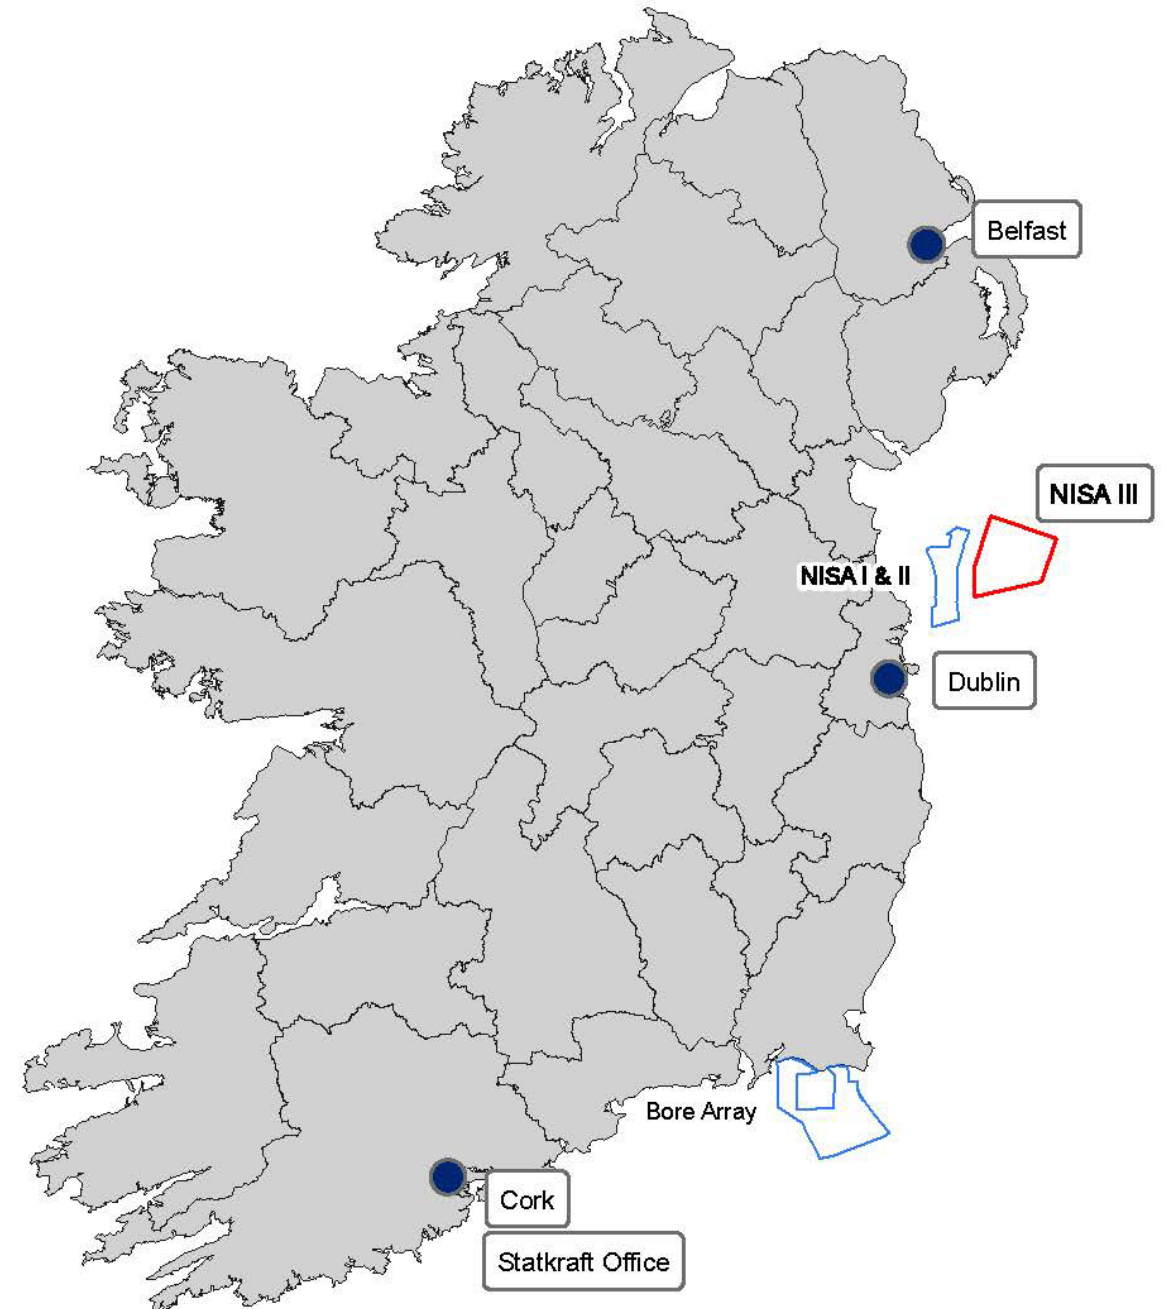 Belfast
NISA III
NISA I & II
Dublin
Bore Array
Cork
Statkraft Office